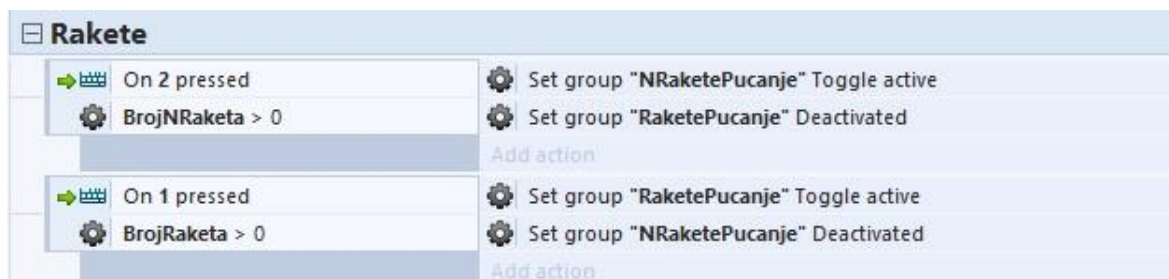 Rakete
On 2 pressed
Set group "NRaketePucanje" Toggle active
BrojNRaketa > 0
Set group "RaketePucanje" Deactivated
Add action
On 1 pressed
Set group "RaketePucanje" Toggle active
BrojRaketa > 0
Set group "NRaketePucanje" Deactivated
Add action